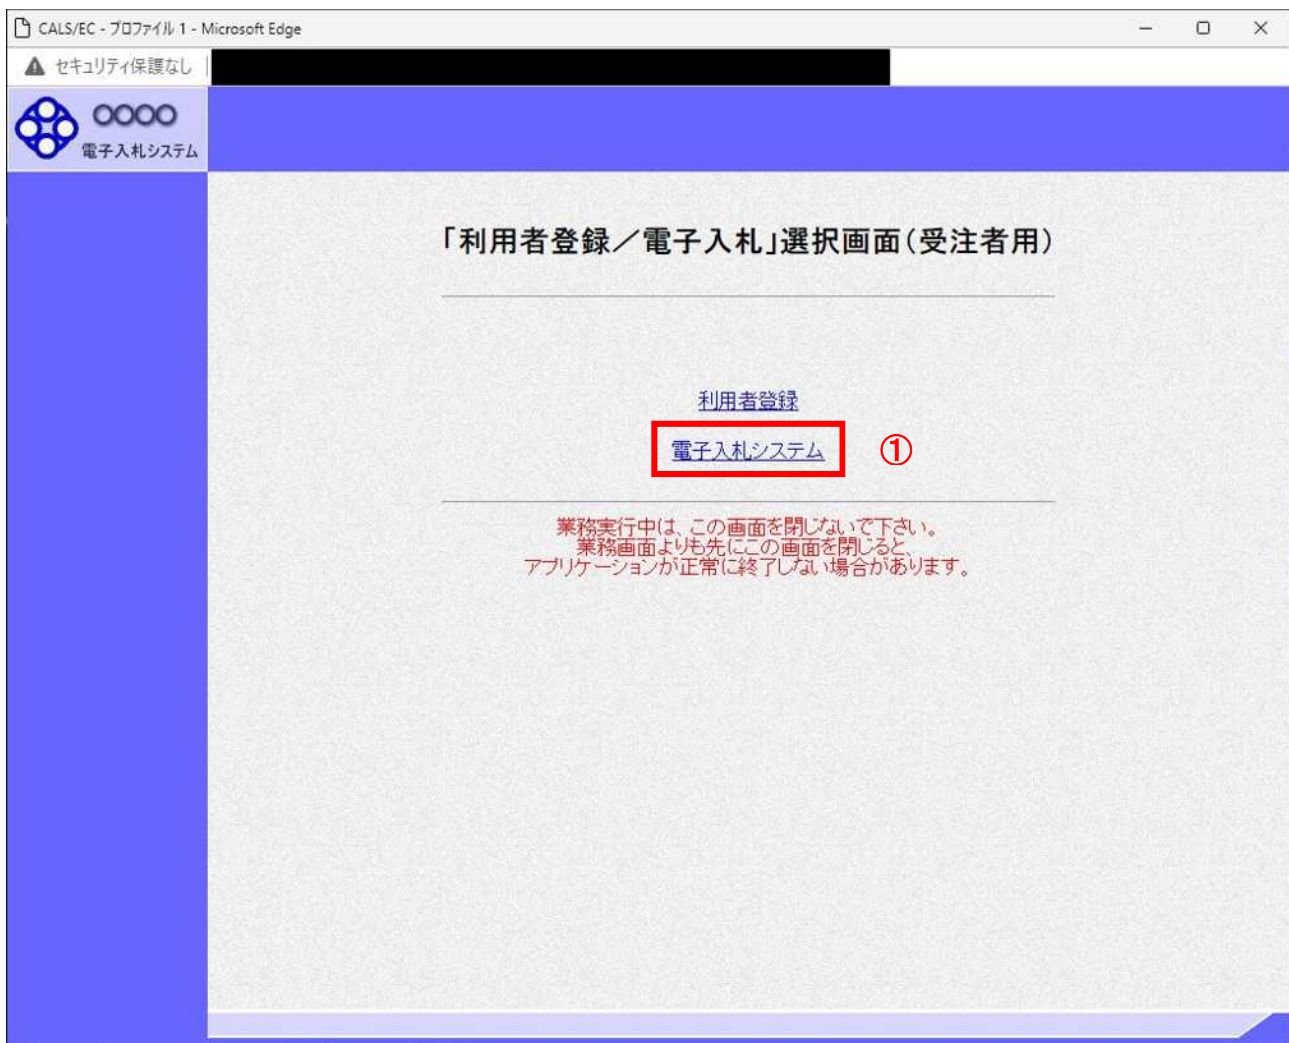 CALS/EC - プロファイル 1 - Microsoft Edge
セキュリティ保護なし
〇〇〇〇
電子入札システム
「利用者登録／電子入札」選択画面（受注者用）
利用者登録
電子入札システム ①
業務実行中は、この画面を閉じないで下さい。
業務画面よりも先にこの画面を閉じると、
アプリケーションが正常に終了しない場合があります。